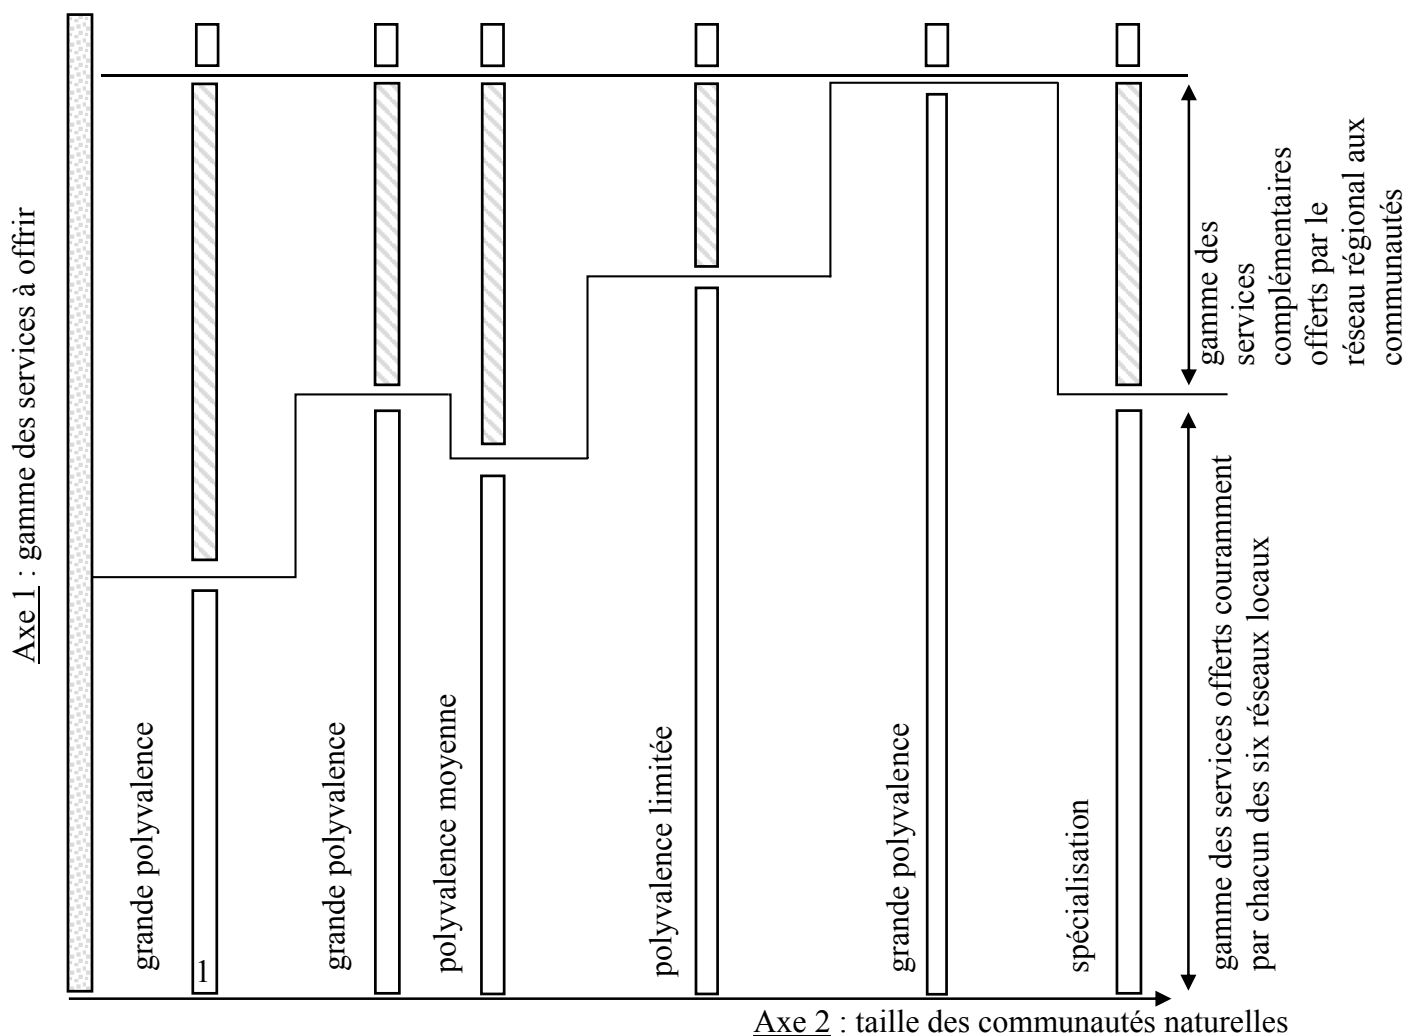 Axe 1 : gamme des services à offrir
grande polyvalence
1
grande polyvalence
polyvalence moyenne
polyvalence limitée
grande polyvalence
spécialisation
gamme des
services
complémentaires
offerts par le
réseau régional aux
communautés
gamme des services offerts couramment
par chacun des six réseaux locaux
Axe 2 : taille des communautés naturelles